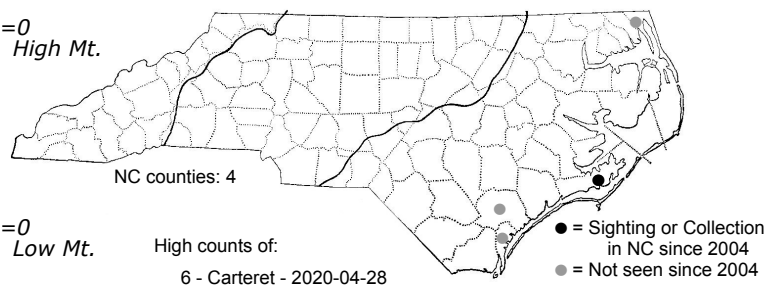 =0
High Mt.
NC counties: 4
=0
Low Mt.
High counts of:
6 - Carteret - 2020-04-28
● = Sighting or Collection
in NC since 2004
● = Not seen since 2004